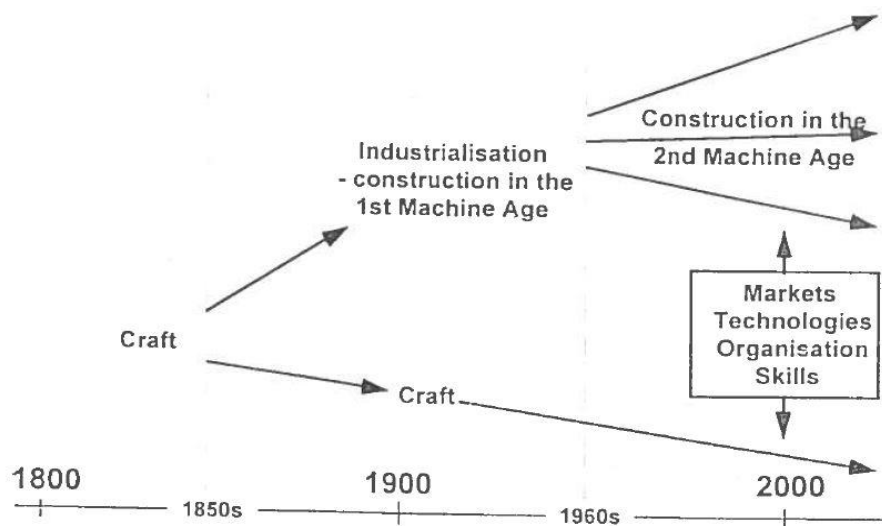 Construction in the
2nd Machine Age
Industrialisation
- construction in the
1st Machine Age
Markets
Technologies
Organisation
Skills
Craft
Craft
1800
1900
2000
1850s
1960s